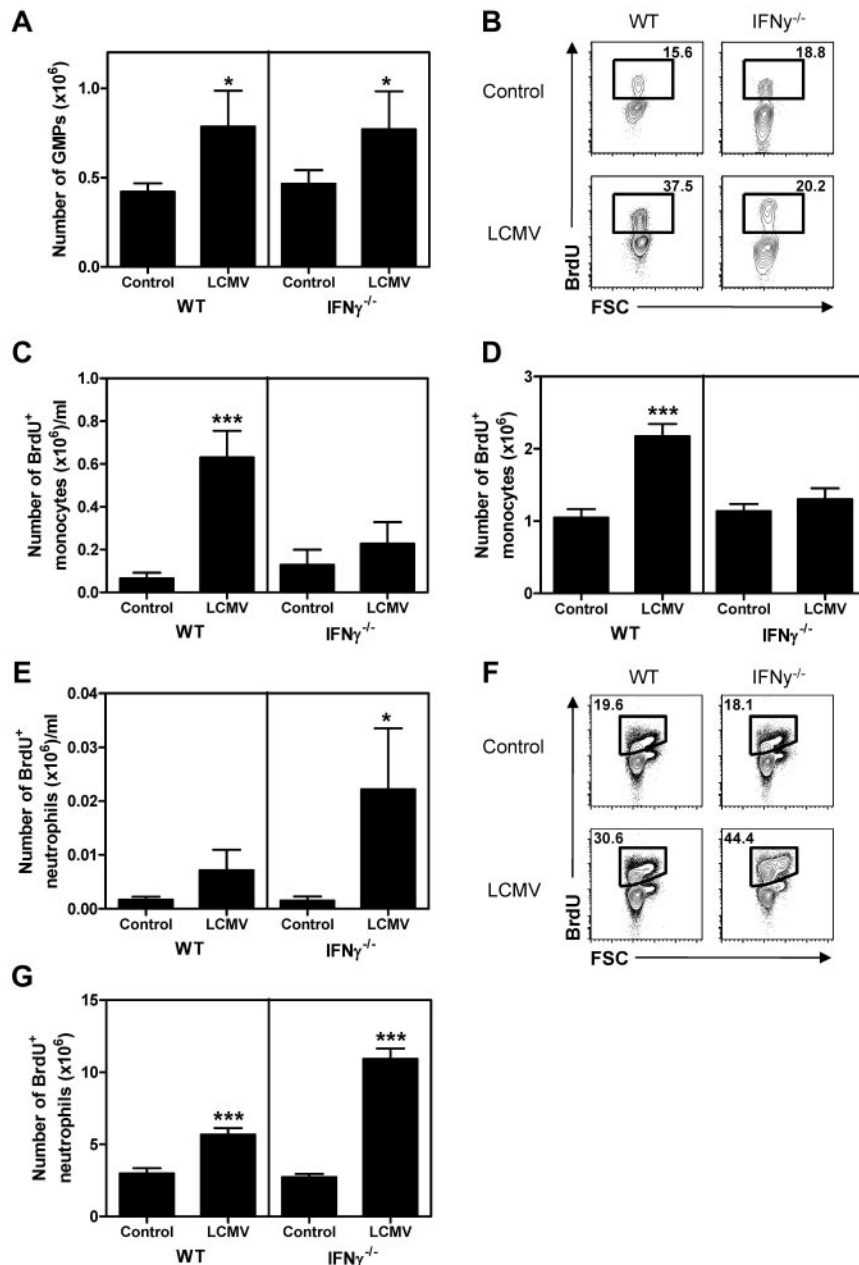 A
Number of GMPs (x10⁶)
1.0
0.5
0.0
*
*
Control
LCMV
Control
LCMV
WT
IFNγ⁻/⁻
B
WT
IFNy⁻/⁻
Control
LCMV
15.6
18.8
37.5
20.2
BrdU
FSC
C
Number of BrdU⁺
monocytes (x10⁶)/ml
1.0
0.8
0.6
0.4
0.2
0.0
***
Control
LCMV
Control
LCMV
WT
IFNγ⁻/⁻
D
Number of BrdU⁺
monocytes (x10⁶)
3
2
1
0
***
Control
LCMV
Control
LCMV
WT
IFNγ⁻/⁻
E
Number of BrdU⁺
neutrophils (x10⁶)/ml
0.04
0.03
0.02
0.01
0.00
*
Control
LCMV
Control
LCMV
WT
IFNγ⁻/⁻
F
WT
IFNy⁻/⁻
Control
LCMV
19.6
18.1
30.6
44.4
BrdU
FSC
G
Number of BrdU⁺
neutrophils (x10⁶)
15
10
5
0
***
***
Control
LCMV
Control
LCMV
WT
IFNγ⁻/⁻